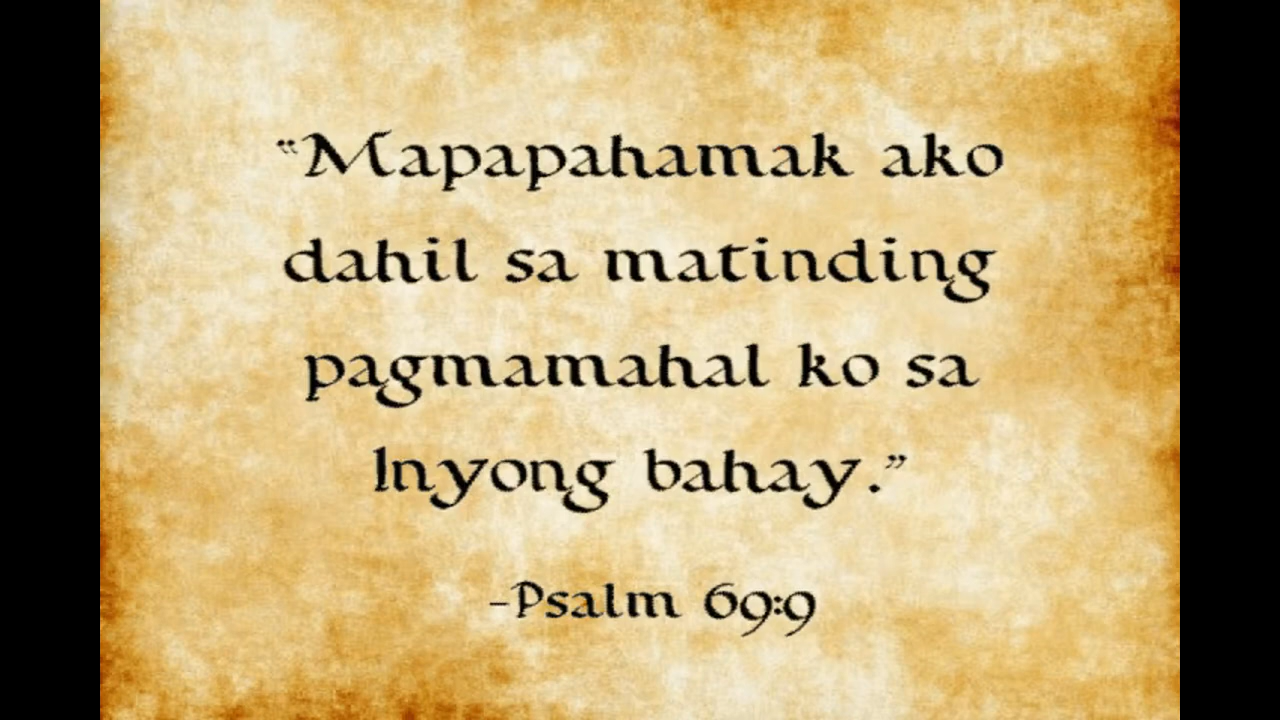 “Mapapahamak ako
dahil sa matinding
pagmamahal ko sa
Inyong bahay.”
-Psalm 69:9